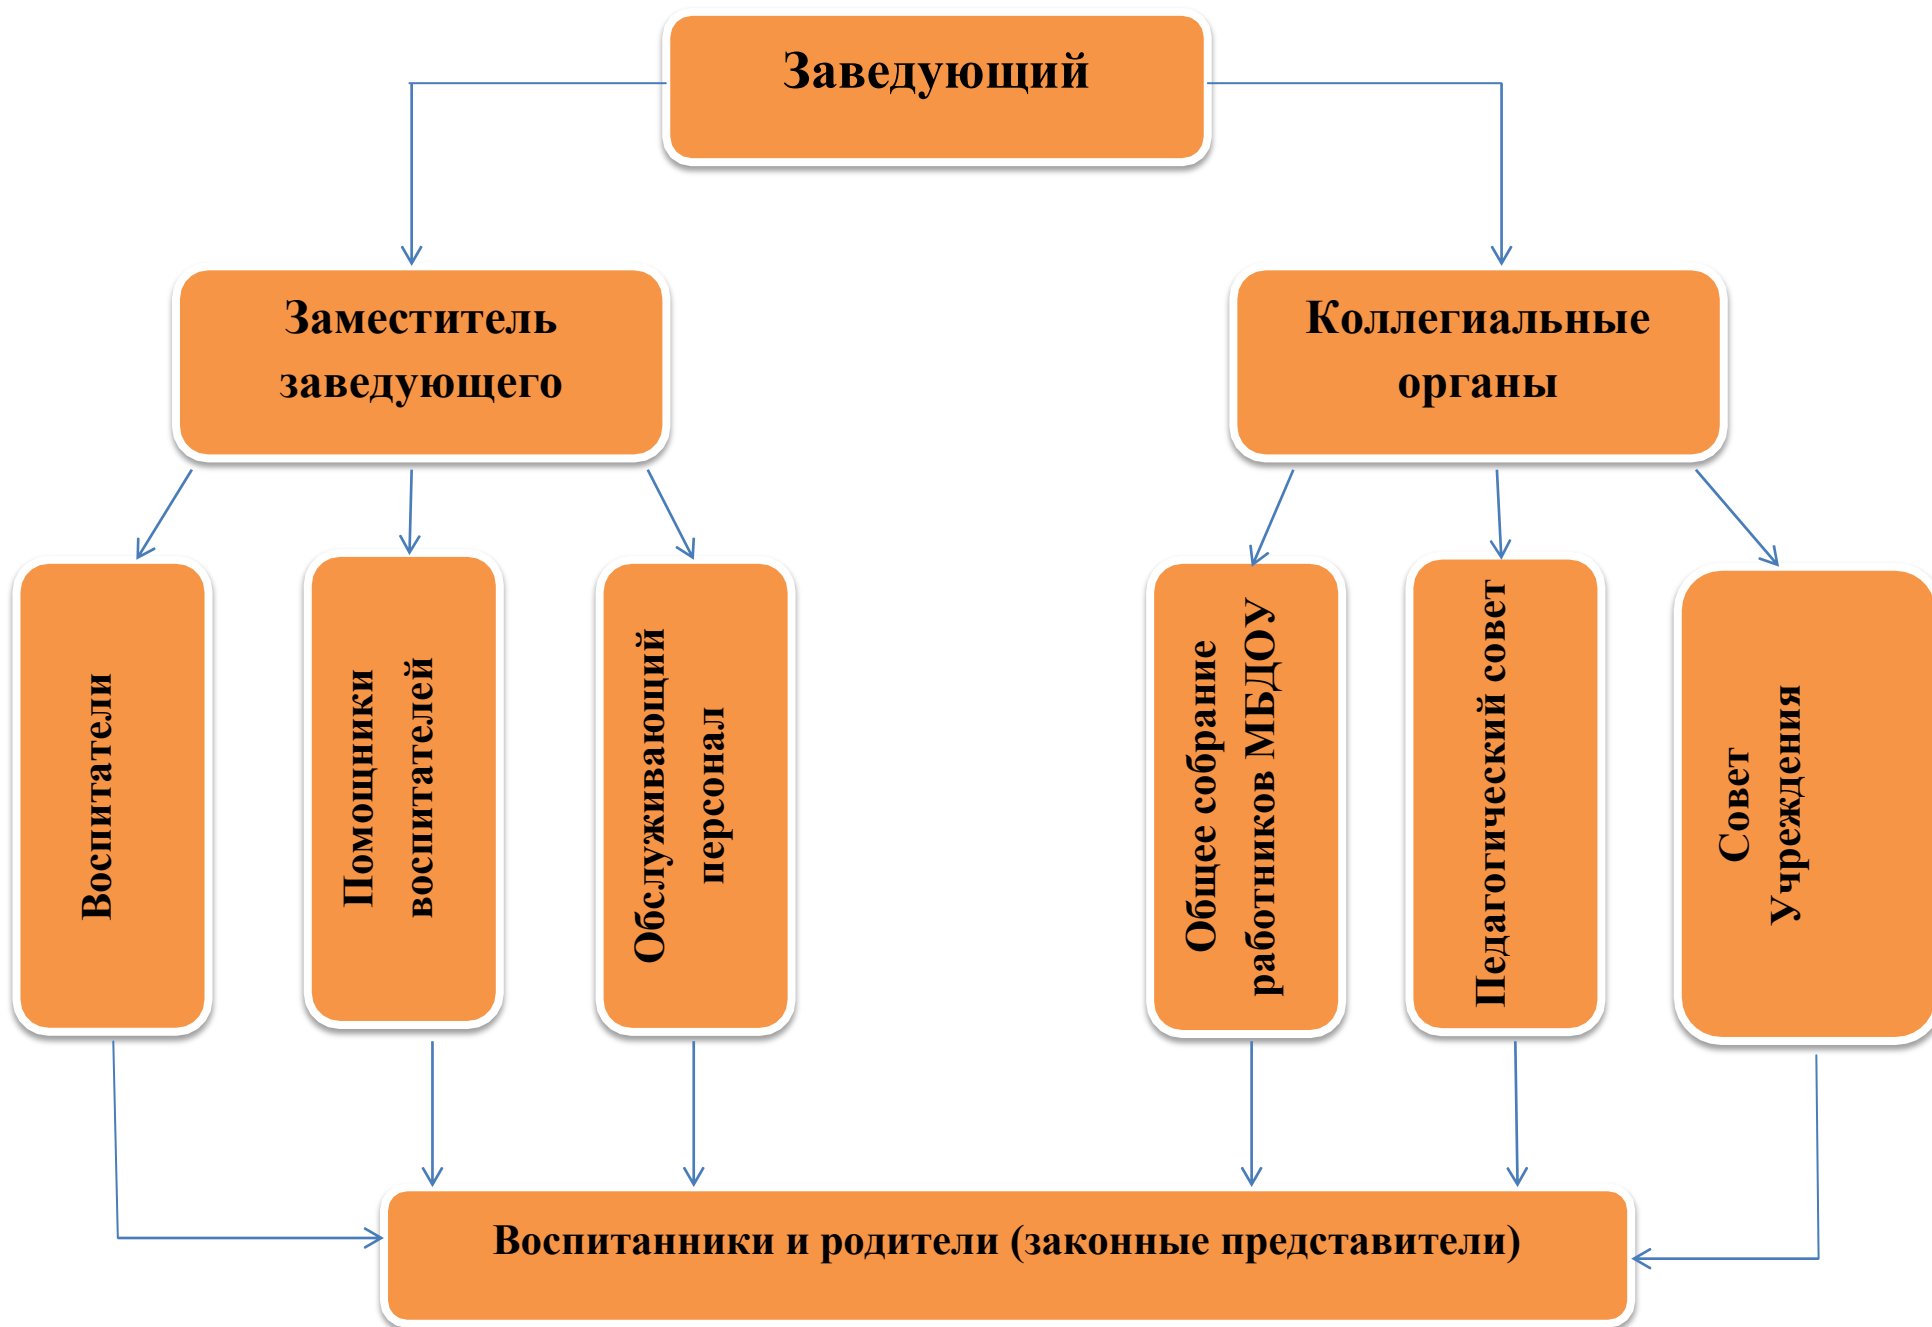 Заведующий
Заместитель
заведующего
Коллегиальные
органы
Воспитатели
Помощники
воспитателей
Обслуживающий
персонал
Общее собрание
работников МБДОУ
Педагогический совет
Совет
Учреждения
Воспитанники и родители (законные представители)